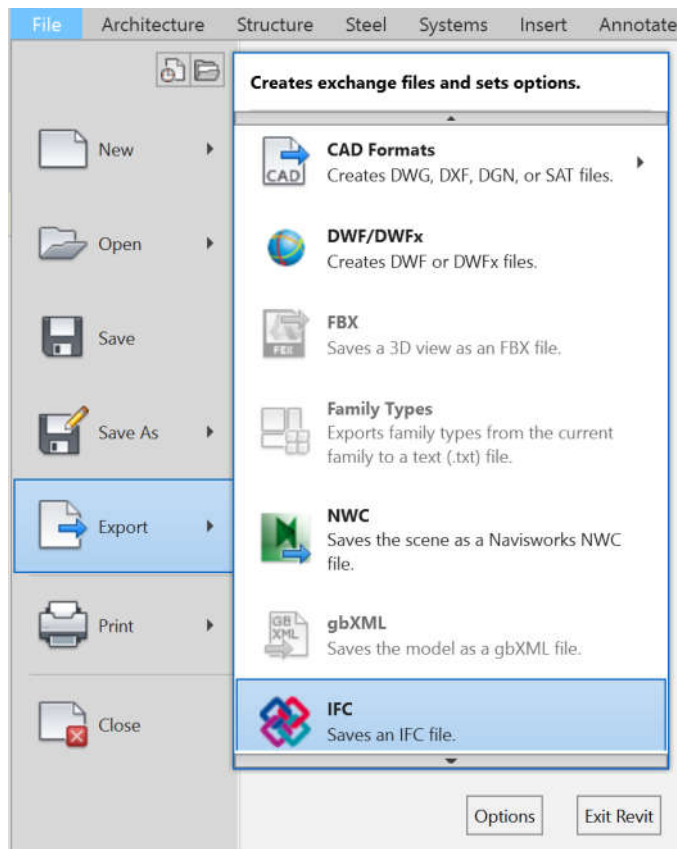 File Architecture Structure Steel Systems Insert Annotate
Creates exchange files and sets options.
New
Open
Save
Save As
Export
Print
Close
CAD
CAD Formats
Creates DWG, DXF, DGN, or SAT files.
DWF/DWFx
Creates DWF or DWFx files.
FBX
FBX
Saves a 3D view as an FBX file.
Family Types
Exports family types from the current
family to a text (.txt) file.
NWC
Saves the scene as a Navisworks NWC
file.
GB
XML
gbXML
Saves the model as a gbXML file.
IFC
Saves an IFC file.
Options Exit Revit